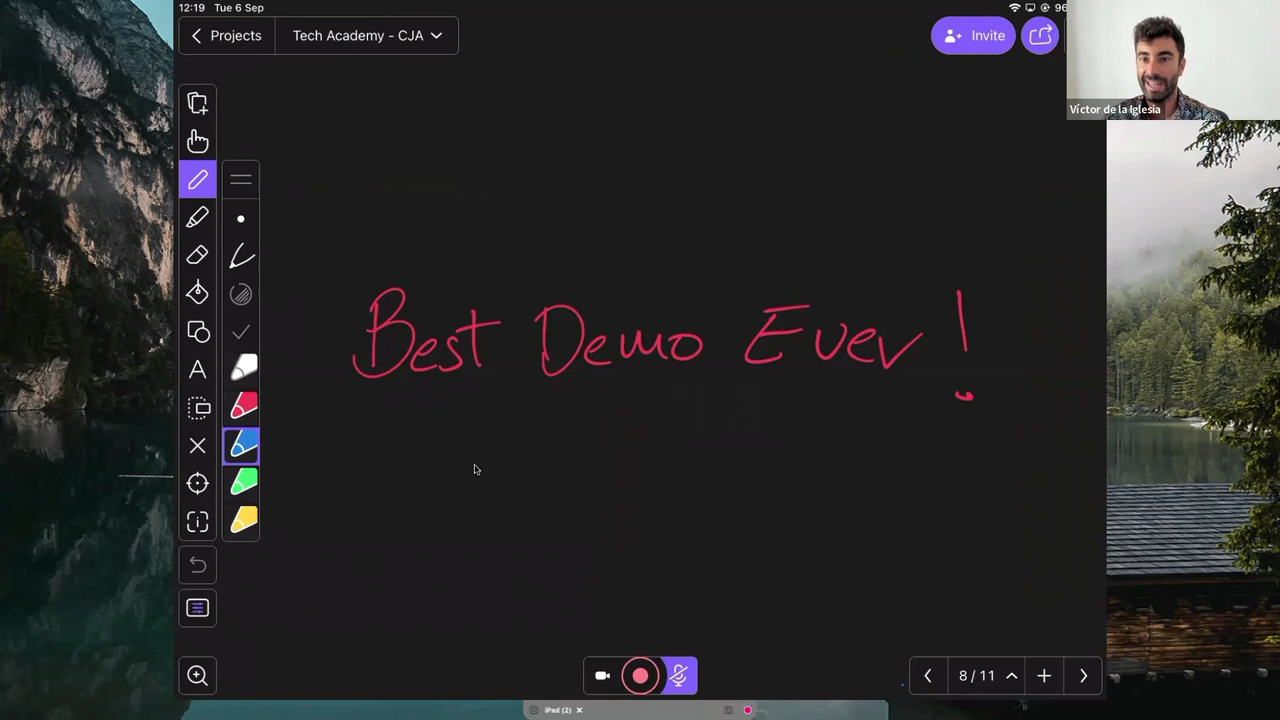 12:19 Tue 6 Sep
96
Projects
Tech Academy - CJA
Invite
Víctor de la Iglesia
A
Best Demo Ever!
8/11
iPad (2)